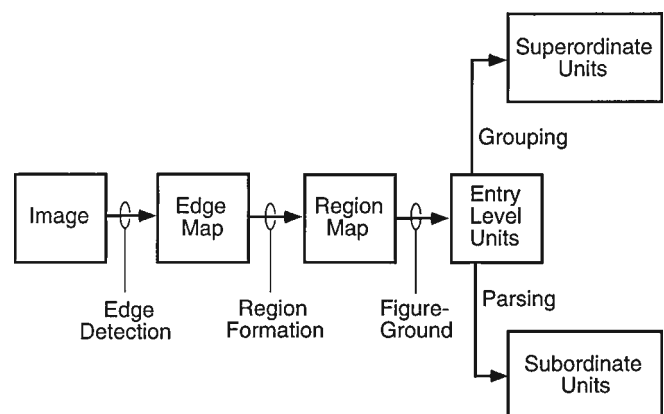 Superordinate
Units
Grouping
Image
Edge
Map
Region
Map
Entry
Level
Units
Edge
Detection
Region
Formation
Figure-
Ground
Parsing
Subordinate
Units